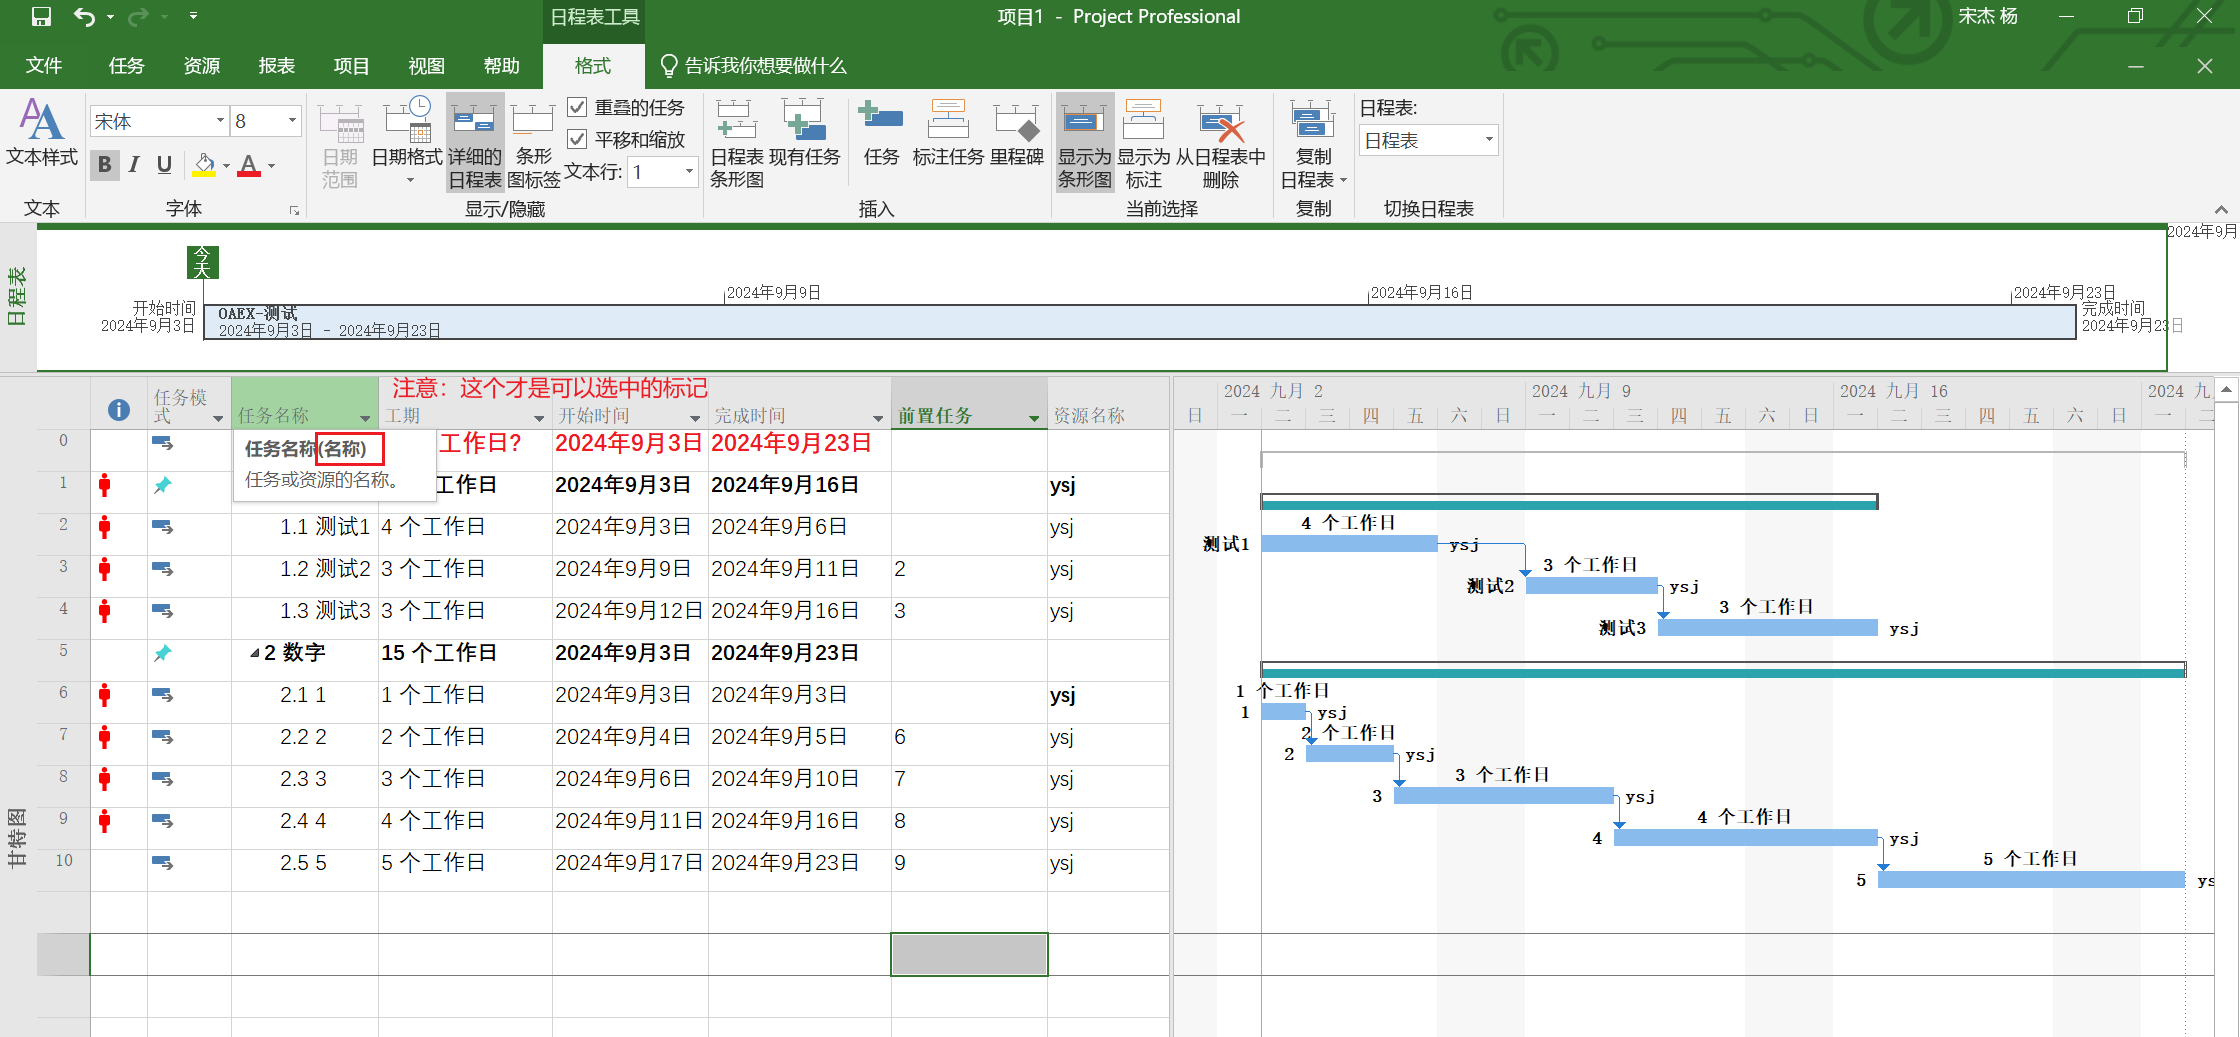 日程表工具
项目1 - Project Professional
宋杰 杨
文件 任务 资源 报表 项目 视图 帮助 格式 告诉我你想要做什么
文本样式
文本
宋体 8
B I U A
字体
日期范围
日期格式
详细的日程表
条形图标签
重叠的任务
平移和缩放
文本行: 1
显示/隐藏
日程表条形图
现有任务
任务
标注任务
里程碑
插入
显示为条形图
显示为标注
从日程表中删除
当前选择
复制日程表
复制
日程表:
日程表
切换日程表
日程表
今天
2024年9月
2024年9月9日 2024年9月16日 2024年9月23日
开始时间
2024年9月3日
OAEX-测试
2024年9月3日 - 2024年9月23日
完成时间
2024年9月23日
注意：这个才是可以选中的标记
任务模式 任务名称 工期 开始时间 完成时间 前置任务 资源名称
2024 九月 2 2024 九月 9 2024 九月 16 2024 九
日 一 二 三 四 五 六 日 一 二 三 四 五 六 日 一 二 三 四 五 六 日 一 二
任务名称(名称)
任务或资源的名称。
0 工作日? 2024年9月3日 2024年9月23日
1 工作日 2024年9月3日 2024年9月16日 ysj
2 1.1 测试1 4 个工作日 2024年9月3日 2024年9月6日 ysj
3 1.2 测试2 3 个工作日 2024年9月9日 2024年9月11日 2 ysj
4 1.3 测试3 3 个工作日 2024年9月12日 2024年9月16日 3 ysj
5 2 数字 15 个工作日 2024年9月3日 2024年9月23日
6 2.1 1 1 个工作日 2024年9月3日 2024年9月3日 ysj
7 2.2 2 2 个工作日 2024年9月4日 2024年9月5日 6 ysj
8 2.3 3 3 个工作日 2024年9月6日 2024年9月10日 7 ysj
9 2.4 4 4 个工作日 2024年9月11日 2024年9月16日 8 ysj
10 2.5 5 5 个工作日 2024年9月17日 2024年9月23日 9 ysj
甘特图
4 个工作日
测试1 ysj
3 个工作日
测试2 ysj
3 个工作日
测试3 ysj
1 个工作日
1 ysj
2 个工作日
2 ysj
3 个工作日
3 ysj
4 个工作日
4 ysj
5 个工作日
5 ys